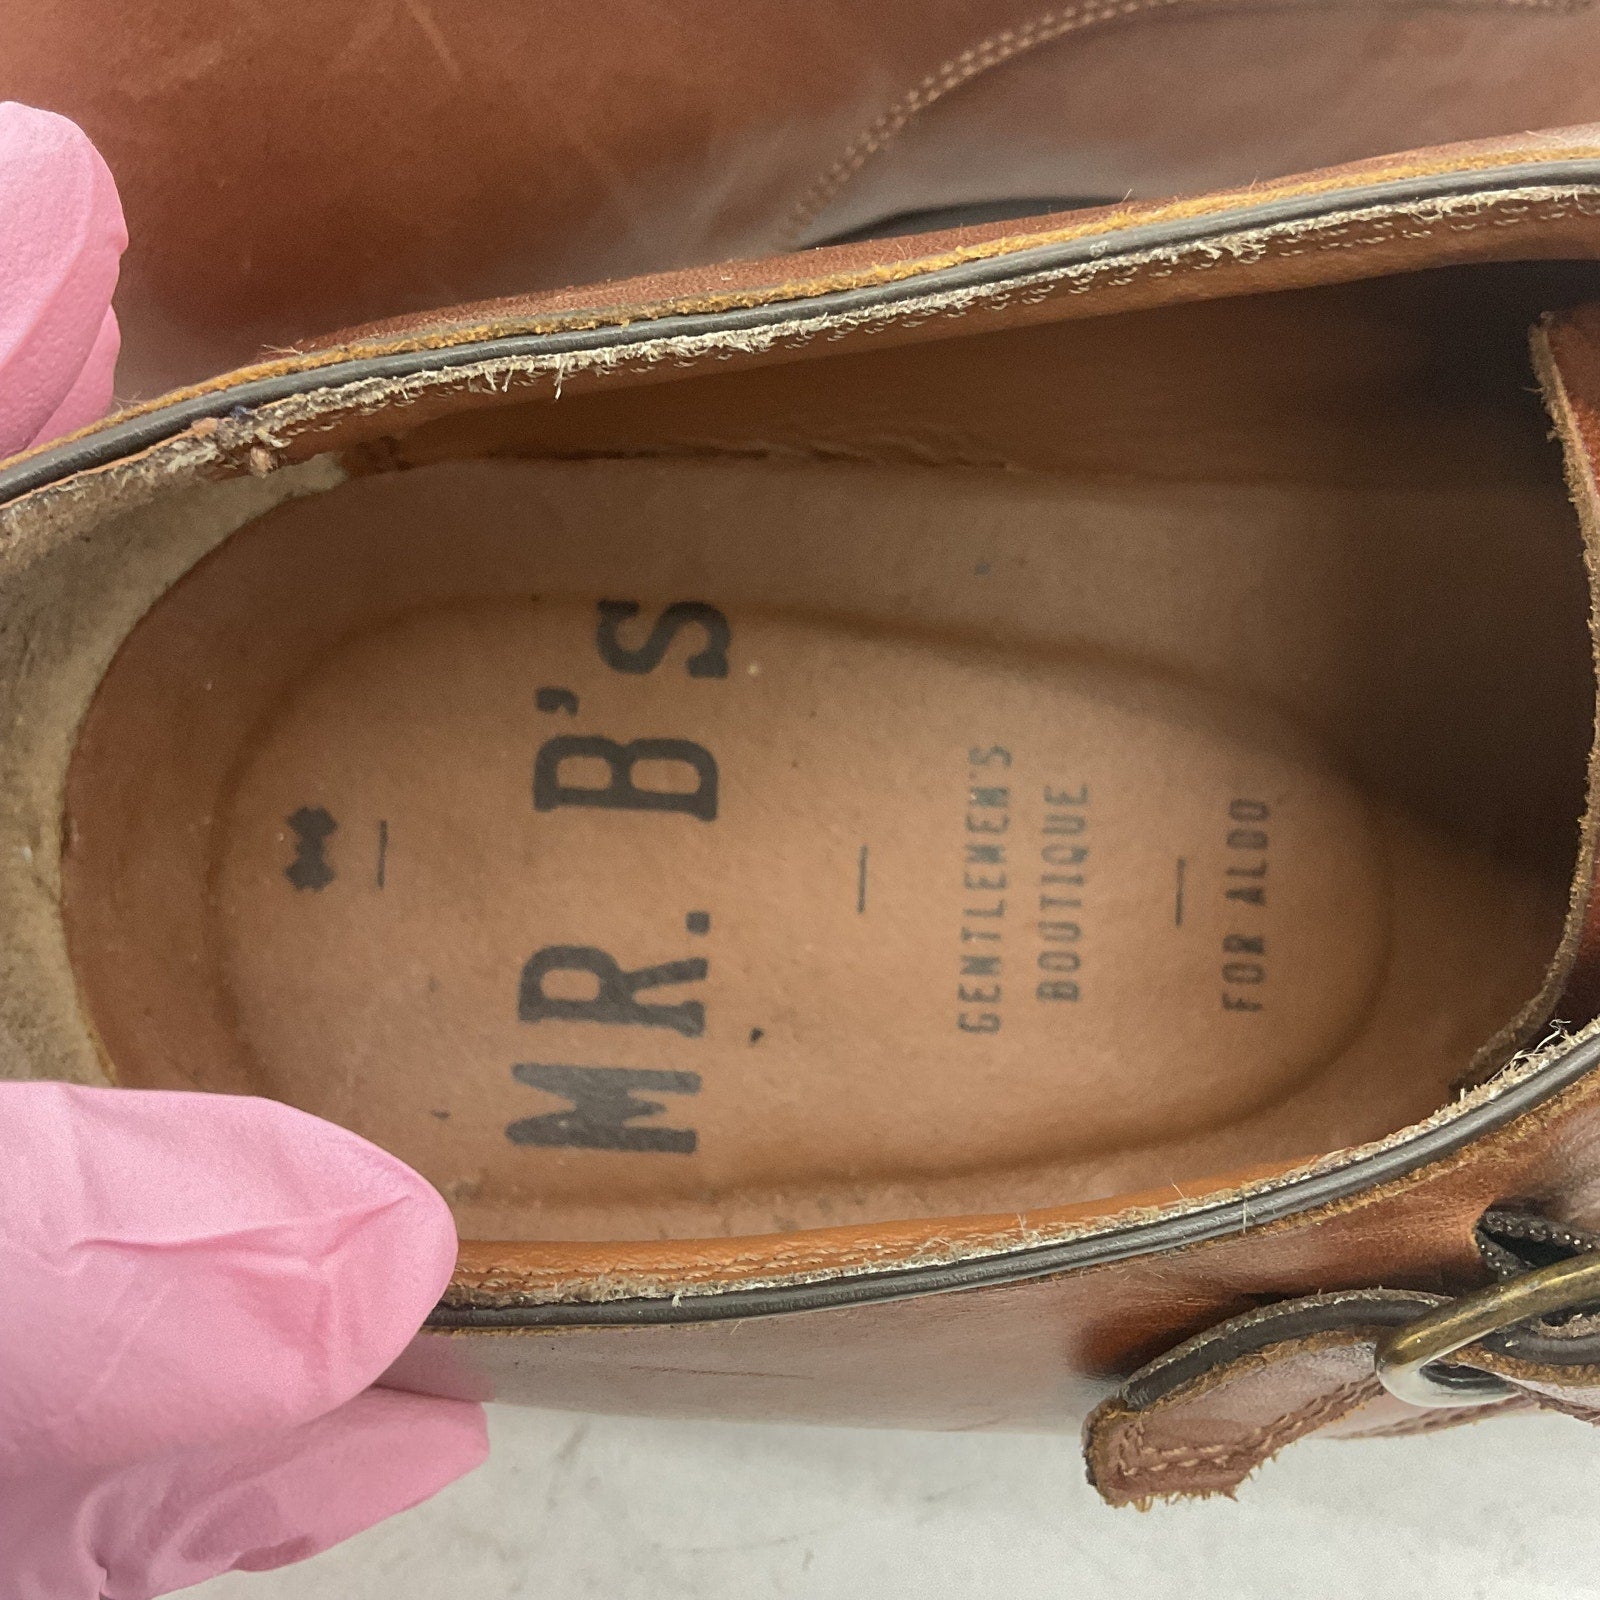 MR. B'S
GENTLEMEN'S
BOUTIQUE
FOR ALDO